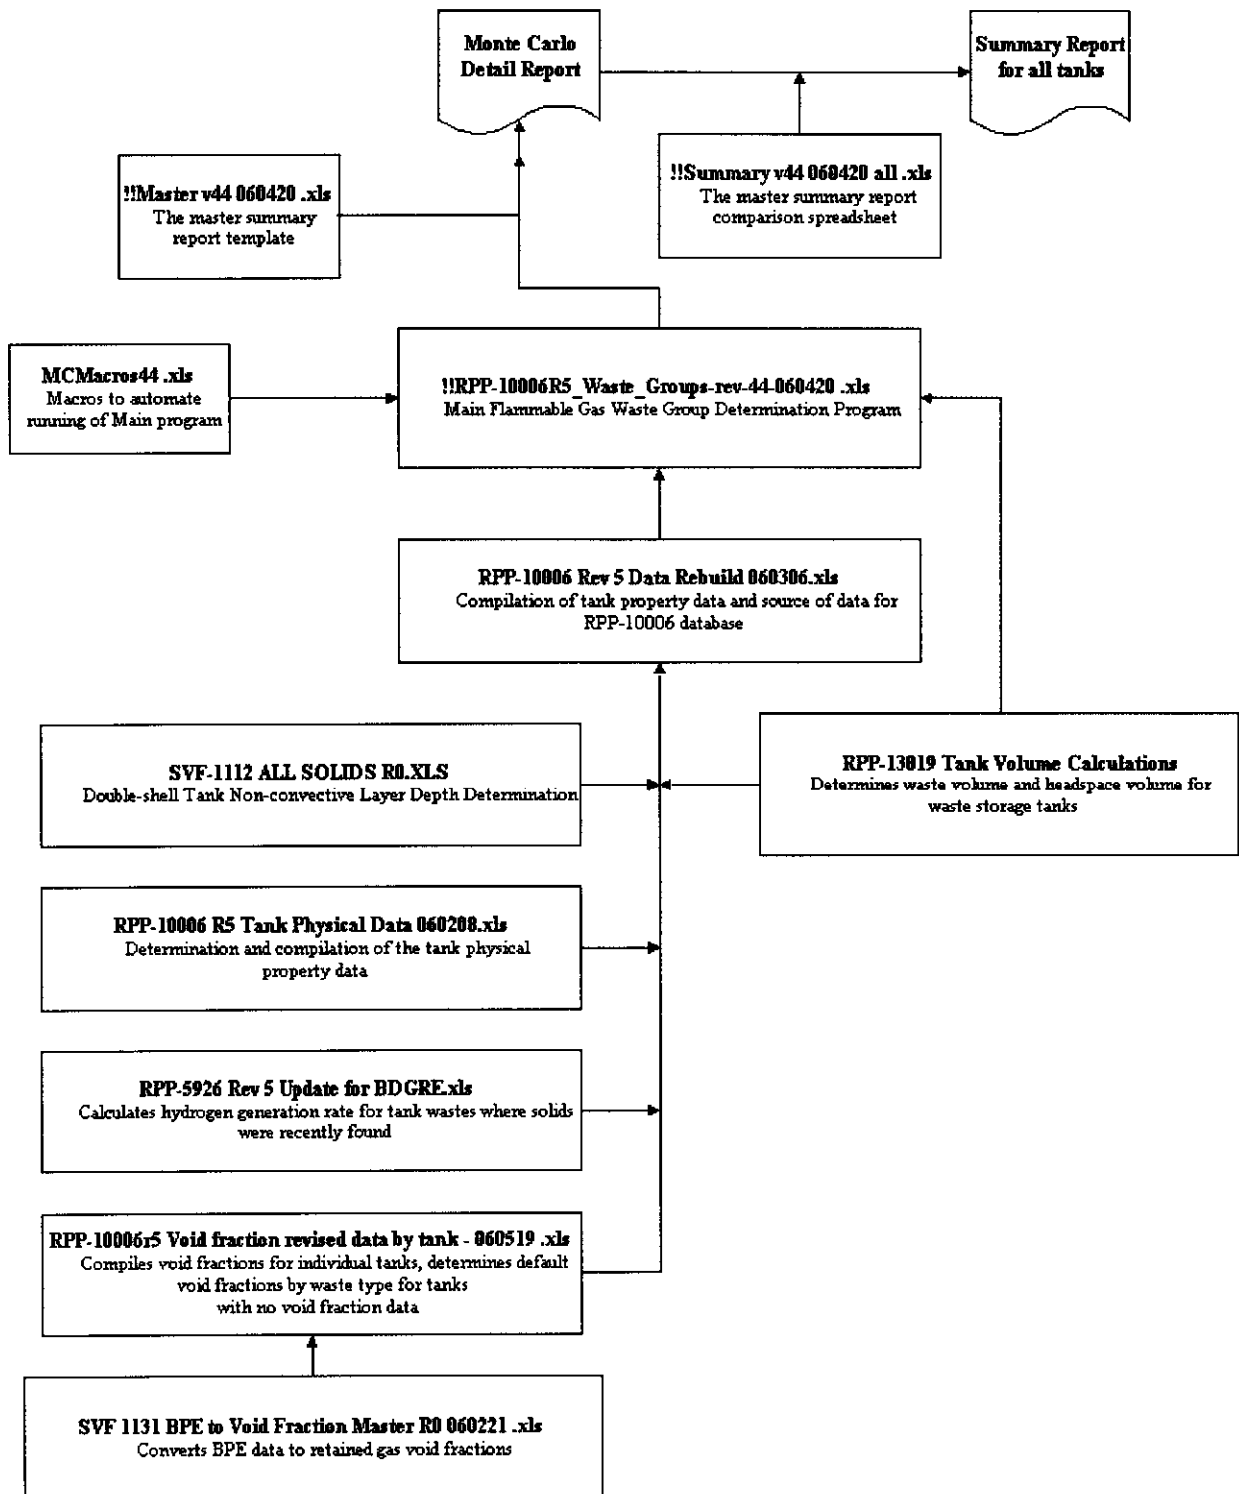 Monte Carlo
Detail Report
Summary Report
for all tanks
!!Master v44 060420 .xls
The master summary
report template
!!Summary v44 060420 all .xls
The master summary report
comparison spreadsheet
MCMacros44 .xls
Macros to automate
running of Main program
!!RPP-10006R5_Waste_Groups-rev-44-060420 .xls
Main Flammable Gas Waste Group Determination Program
RPP-10006 Rev 5 Data Rebuild 060306.xls
Compilation of tank property data and source of data for
RPP-10006 database
SVF-1112 ALL SOLIDS R0.XLS
Double-shell Tank Non-convective Layer Depth Determination
RPP-13019 Tank Volume Calculations
Determines waste volume and headspace volume for
waste storage tanks
RPP-10006 R5 Tank Physical Data 060208.xls
Determination and compilation of the tank physical
property data
RPP-5926 Rev 5 Update for BDGRE.xls
Calculates hydrogen generation rate for tank wastes where solids
were recently found
RPP-10006r5 Void fraction revised data by tank - 060519 .xls
Compiles void fractions for individual tanks, determines default
void fractions by waste type for tanks
with no void fraction data
SVF 1131 BPE to Void Fraction Master R0 060221 .xls
Converts BPE data to retained gas void fractions